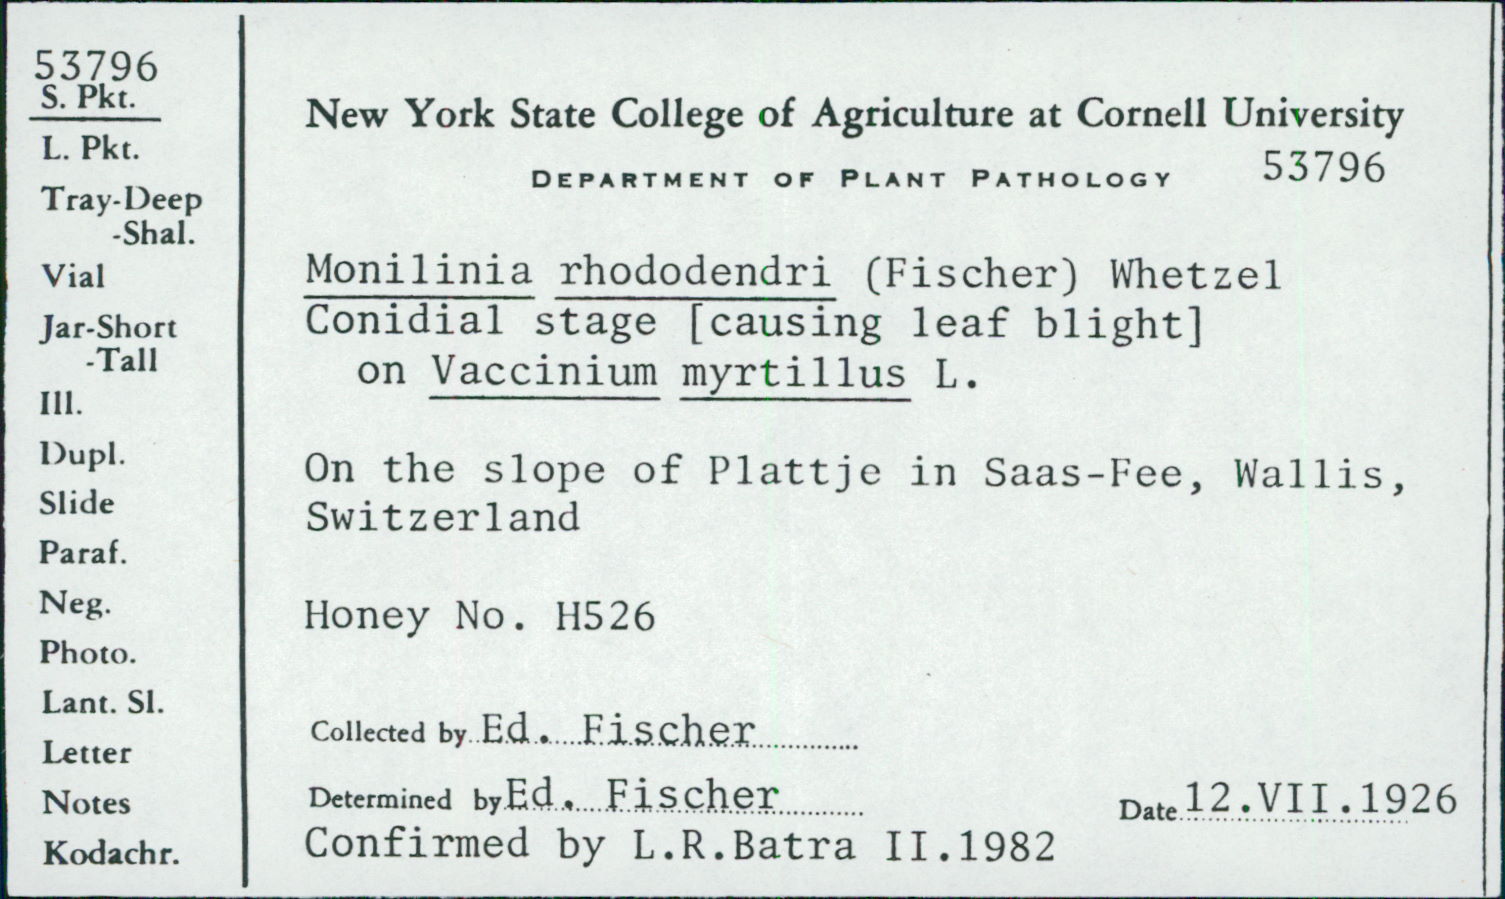 53796
S. Pkt.
L. Pkt.
Tray-Deep
-Shal.
Vial
Jar-Short
-Tall
Ill.
Dupl.
Slide
Paraf.
Neg.
Photo.
Lant. Sl.
Letter
Notes
Kodachr.
New York State College of Agriculture at Cornell University
DEPARTMENT OF PLANT PATHOLOGY 53796
Monilinia rhododendri (Fischer) Whetzel
Conidial stage [causing leaf blight]
on Vaccinium myrtillus L.
On the slope of Plattje in Saas-Fee, Wallis,
Switzerland
Honey No. H526
Collected by Ed. Fischer
Determined by Ed. Fischer Date 12.VII.1926
Confirmed by L.R.Batra II.1982